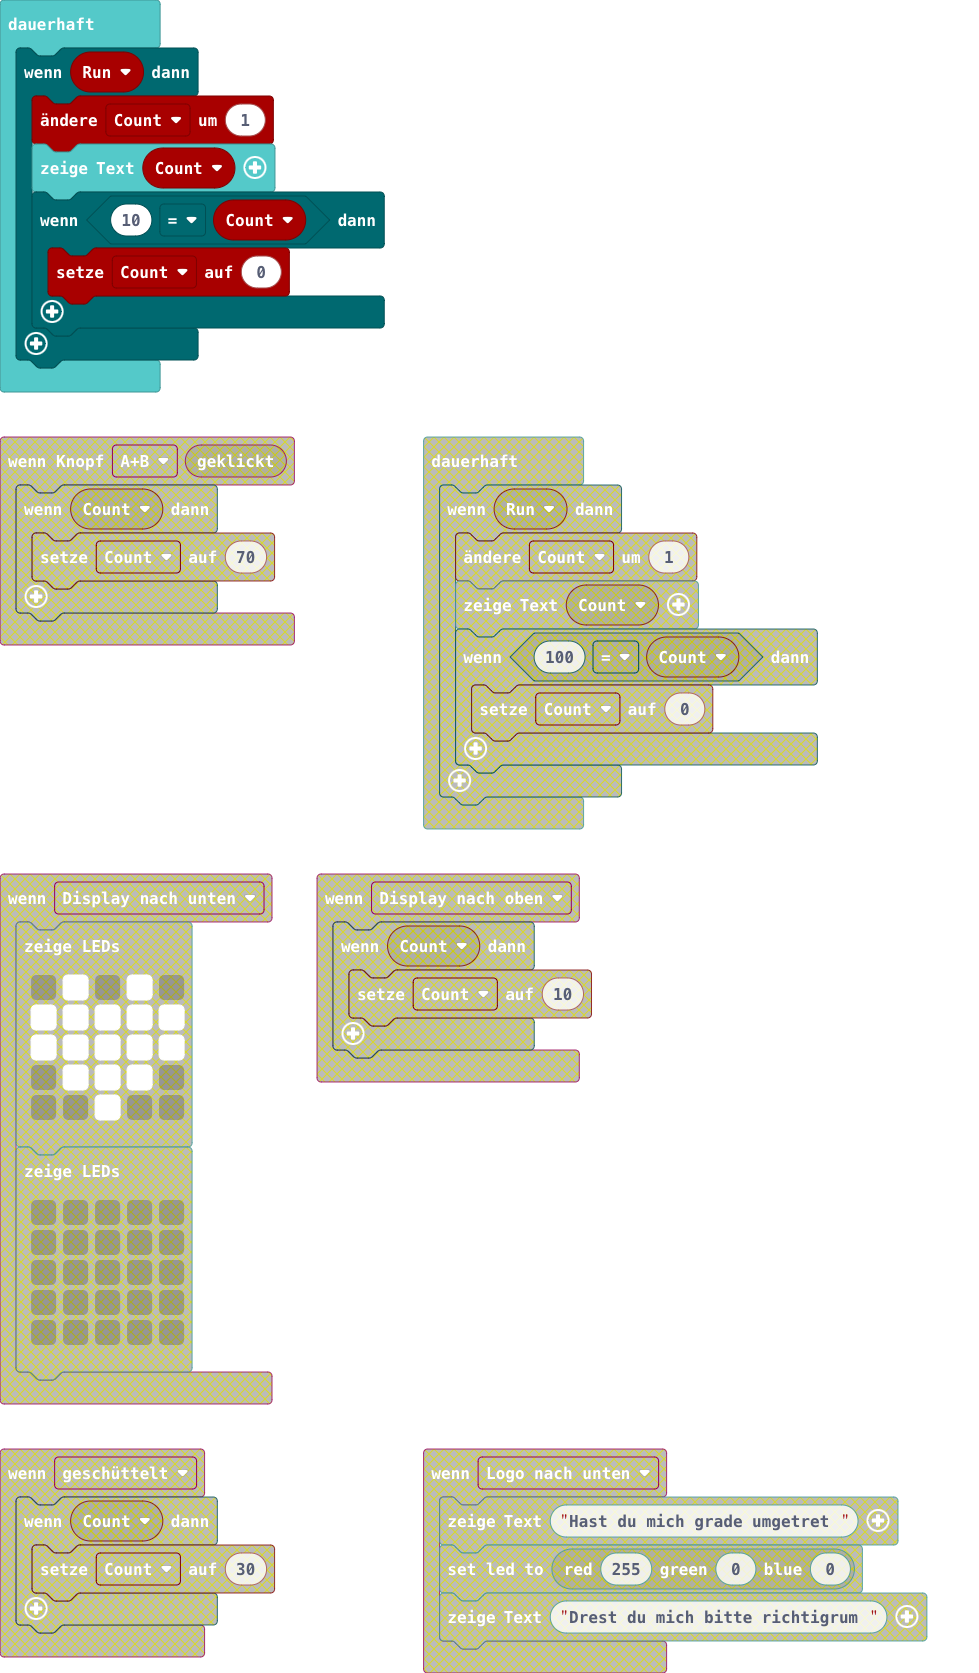 dauerhaft
wenn Run dann
ändere Count um 1
zeige Text Count
wenn 10 = Count dann
setze Count auf 0
wenn Knopf A+B geklickt
wenn Count dann
setze Count auf 70
dauerhaft
wenn Run dann
ändere Count um 1
zeige Text Count
wenn 100 = Count dann
setze Count auf 0
wenn Display nach unten
zeige LEDs
zeige LEDs
wenn Display nach oben
wenn Count dann
setze Count auf 10
wenn geschüttelt
wenn Count dann
setze Count auf 30
wenn Logo nach unten
zeige Text "Hast du mich grade umgetret "
set led to red 255 green 0 blue 0
zeige Text "Drest du mich bitte richtigrum "